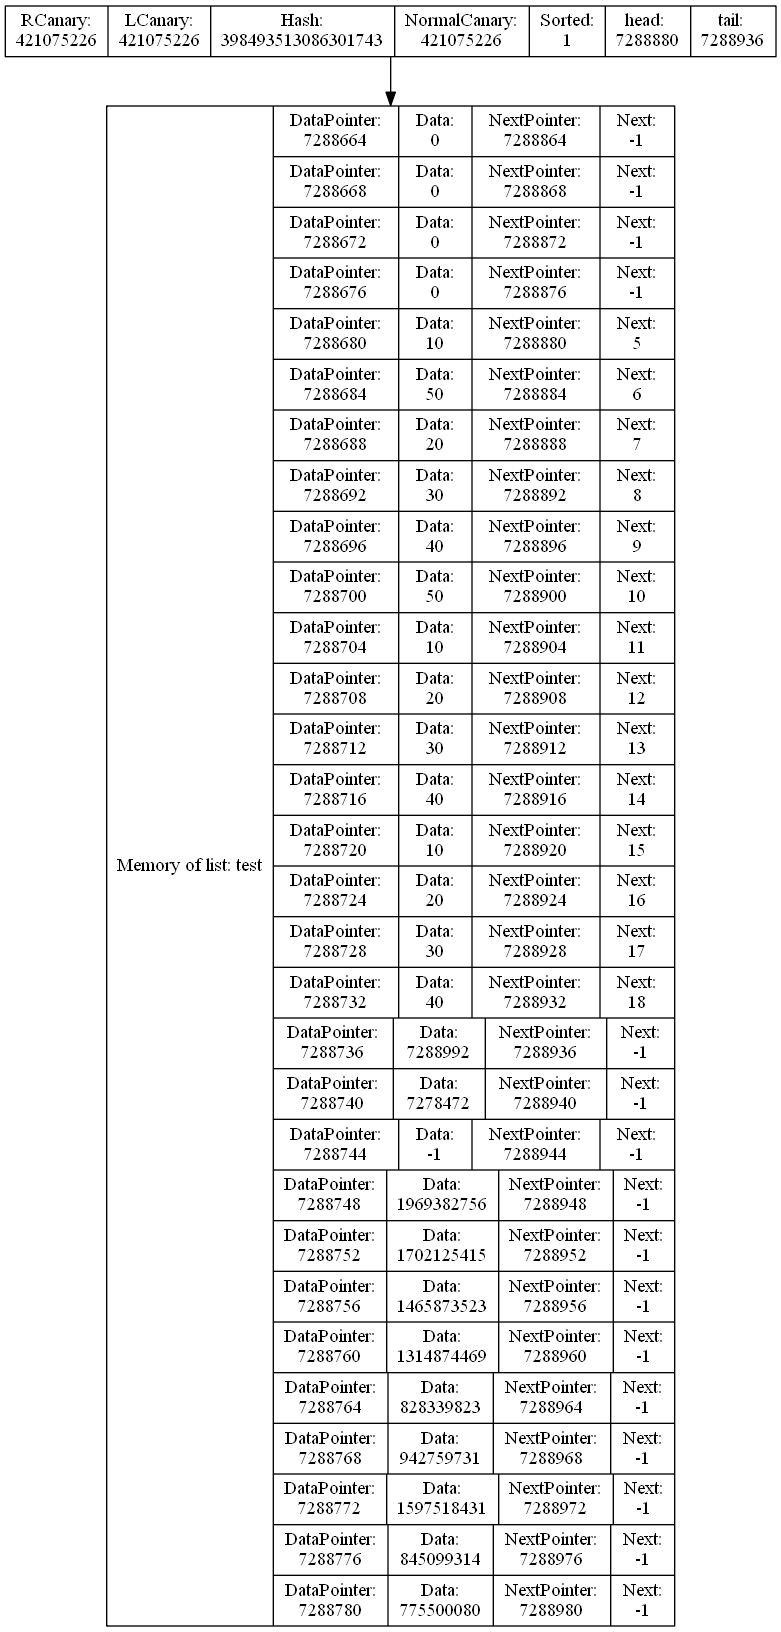 RCanary: LCanary: Hash: NormalCanary: Sorted: head: tail:
421075226 421075226 398493513086301743 421075226 1 7288880 7288936
DataPointer: Data: NextPointer: Next:
7288664 0 7288864 -1
DataPointer: Data: NextPointer: Next:
7288668 0 7288868 -1
DataPointer: Data: NextPointer: Next:
7288672 0 7288872 -1
DataPointer: Data: NextPointer: Next:
7288676 0 7288876 -1
DataPointer: Data: NextPointer: Next:
7288680 10 7288880 5
DataPointer: Data: NextPointer: Next:
7288684 50 7288884 6
DataPointer: Data: NextPointer: Next:
7288688 20 7288888 7
DataPointer: Data: NextPointer: Next:
7288692 30 7288892 8
DataPointer: Data: NextPointer: Next:
7288696 40 7288896 9
DataPointer: Data: NextPointer: Next:
7288700 50 7288900 10
DataPointer: Data: NextPointer: Next:
7288704 10 7288904 11
DataPointer: Data: NextPointer: Next:
7288708 20 7288908 12
DataPointer: Data: NextPointer: Next:
7288712 30 7288912 13
DataPointer: Data: NextPointer: Next:
7288716 40 7288916 14
DataPointer: Data: NextPointer: Next:
7288720 10 7288920 15
Memory of list: test
DataPointer: Data: NextPointer: Next:
7288724 20 7288924 16
DataPointer: Data: NextPointer: Next:
7288728 30 7288928 17
DataPointer: Data: NextPointer: Next:
7288732 40 7288932 18
DataPointer: Data: NextPointer: Next:
7288736 7288992 7288936 -1
DataPointer: Data: NextPointer: Next:
7288740 7278472 7288940 -1
DataPointer: Data: NextPointer: Next:
7288744 -1 7288944 -1
DataPointer: Data: NextPointer: Next:
7288748 1969382756 7288948 -1
DataPointer: Data: NextPointer: Next:
7288752 1702125415 7288952 -1
DataPointer: Data: NextPointer: Next:
7288756 1465873523 7288956 -1
DataPointer: Data: NextPointer: Next:
7288760 1314874469 7288960 -1
DataPointer: Data: NextPointer: Next:
7288764 828339823 7288964 -1
DataPointer: Data: NextPointer: Next:
7288768 942759731 7288968 -1
DataPointer: Data: NextPointer: Next:
7288772 1597518431 7288972 -1
DataPointer: Data: NextPointer: Next:
7288776 845099314 7288976 -1
DataPointer: Data: NextPointer: Next:
7288780 775500080 7288980 -1